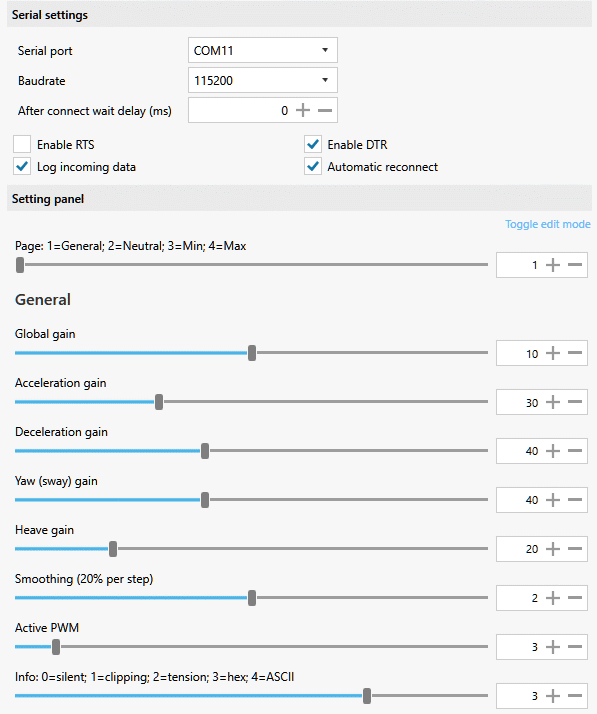 Serial settings
Serial port COM11
Baudrate 115200
After connect wait delay (ms) 0
Enable RTS Enable DTR
Log incoming data Automatic reconnect
Setting panel
Toggle edit mode
Page: 1=General; 2=Neutral; 3=Min; 4=Max
1
General
Global gain
10
Acceleration gain
30
Deceleration gain
40
Yaw (sway) gain
40
Heave gain
20
Smoothing (20% per step)
2
Active PWM
3
Info: 0=silent; 1=clipping; 2=tension; 3=hex; 4=ASCII
3